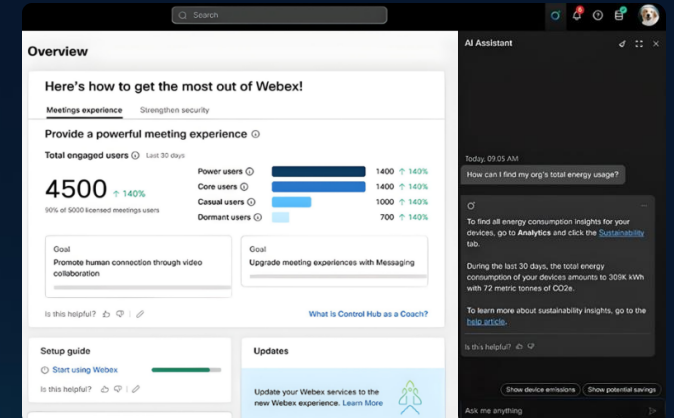 Search
6
Overview
Here's how to get the most out of Webex!
Meetings experience
Strengthen security
Provide a powerful meeting experience
Total engaged users
Last 30 days
4500 ↑ 140%
90% of 5000 licensed meetings users
Power users 1400 ↑ 140%
Core users 1400 ↑ 140%
Casual users 1000 ↑ 140%
Dormant users 700 ↑ 140%
Goal
Promote human connection through video
collaboration
Goal
Upgrade meeting experiences with Messaging
Is this helpful?
What is Control Hub as a Coach?
Setup guide
Start using Webex
Is this helpful?
Updates
Update your Webex services to the
new Webex experience. Learn More
AI Assistant
Today, 09.05 AM
How can I find my org's total energy usage?
To find all energy consumption insights for your
devices, go to Analytics and click the Sustainability
tab.
During the last 30 days, the total energy
consumption of your devices amounts to 309K kWh
with 72 metric tonnes of CO2e.
To learn more about sustainability insights, go to the
help article.
Is this helpful?
Show device emissions
Show potential savings
Ask me anything